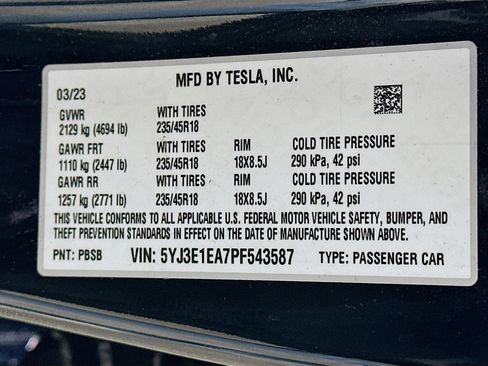 MFD BY TESLA, INC.
03/23
GVWR WITH TIRES
2129 kg (4694 lb) 235/45R18
GAWR FRT WITH TIRES RIM COLD TIRE PRESSURE
1110 kg (2447 lb) 235/45R18 18X8.5J 290 kPa, 42 psi
GAWR RR WITH TIRES RIM COLD TIRE PRESSURE
1257 kg (2771 lb) 235/45R18 18X8.5J 290 kPa, 42 psi
THIS VEHICLE CONFORMS TO ALL APPLICABLE U.S. FEDERAL MOTOR VEHICLE SAFETY, BUMPER, AND
THEFT PREVENTION STANDARDS IN EFFECT ON THE DATE OF MANUFACTURE SHOWN ABOVE.
PNT: PBSB VIN: 5YJ3E1EA7PF543587 TYPE: PASSENGER CAR